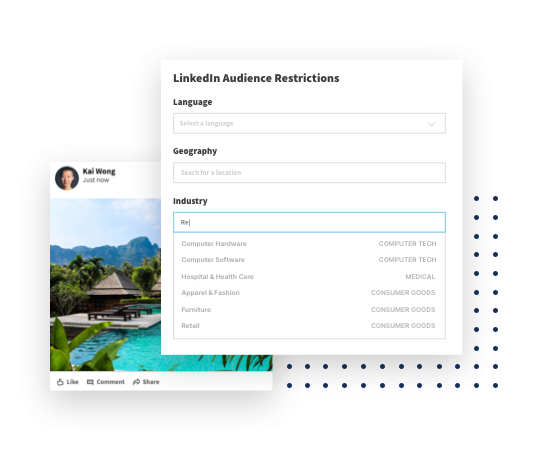 LinkedIn Audience Restrictions
Language
Select a language
Geography
Seach for a location
Industry
Re
Computer Hardware COMPUTER TECH
Computer Software COMPUTER TECH
Hospital & Health Care MEDICAL
Apparel & Fashion CONSUMER GOODS
Furniture CONSUMER GOODS
Retail CONSUMER GOODS
Kai Wong
Just now
Like Comment Share